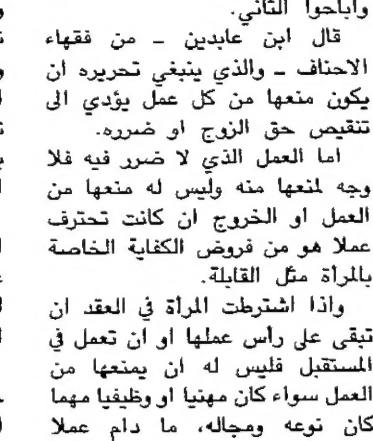 واباحوا الثاني.
قال ابن عابدين - من فقهاء
الاحناف - والذي ينبغي تحريره ان
يكون منعها من كل عمل يؤدي الى
تنقيص حق الزوج او ضرره.
اما العمل الذي لا ضرر فيه فلا
وجه لمنعها منه وليس له منعها من
العمل او الخروج ان كانت تحترف
عملا هو من فروض الكفاية الخاصة
بالمرأة مثل القابلة.
واذا اشترطت المرأة في العقد ان
تبقى على رأس عملها او ان تعمل في
المستقبل فليس له ان يمنعها من
العمل سواء كان مهنيا او وظيفيا مهما
كان نوعه ومجاله، ما دام عملا